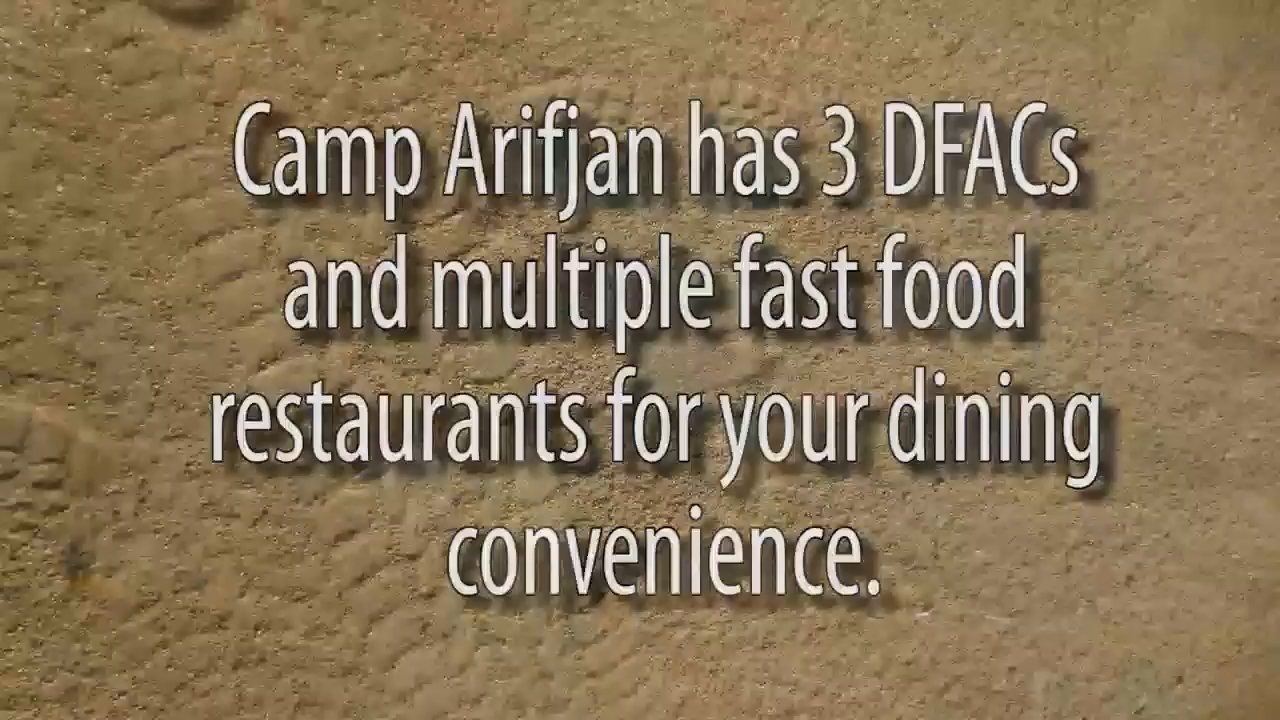 Camp Arifjan has 3 DFACs
and multiple fast food
restaurants for your dining
convenience.